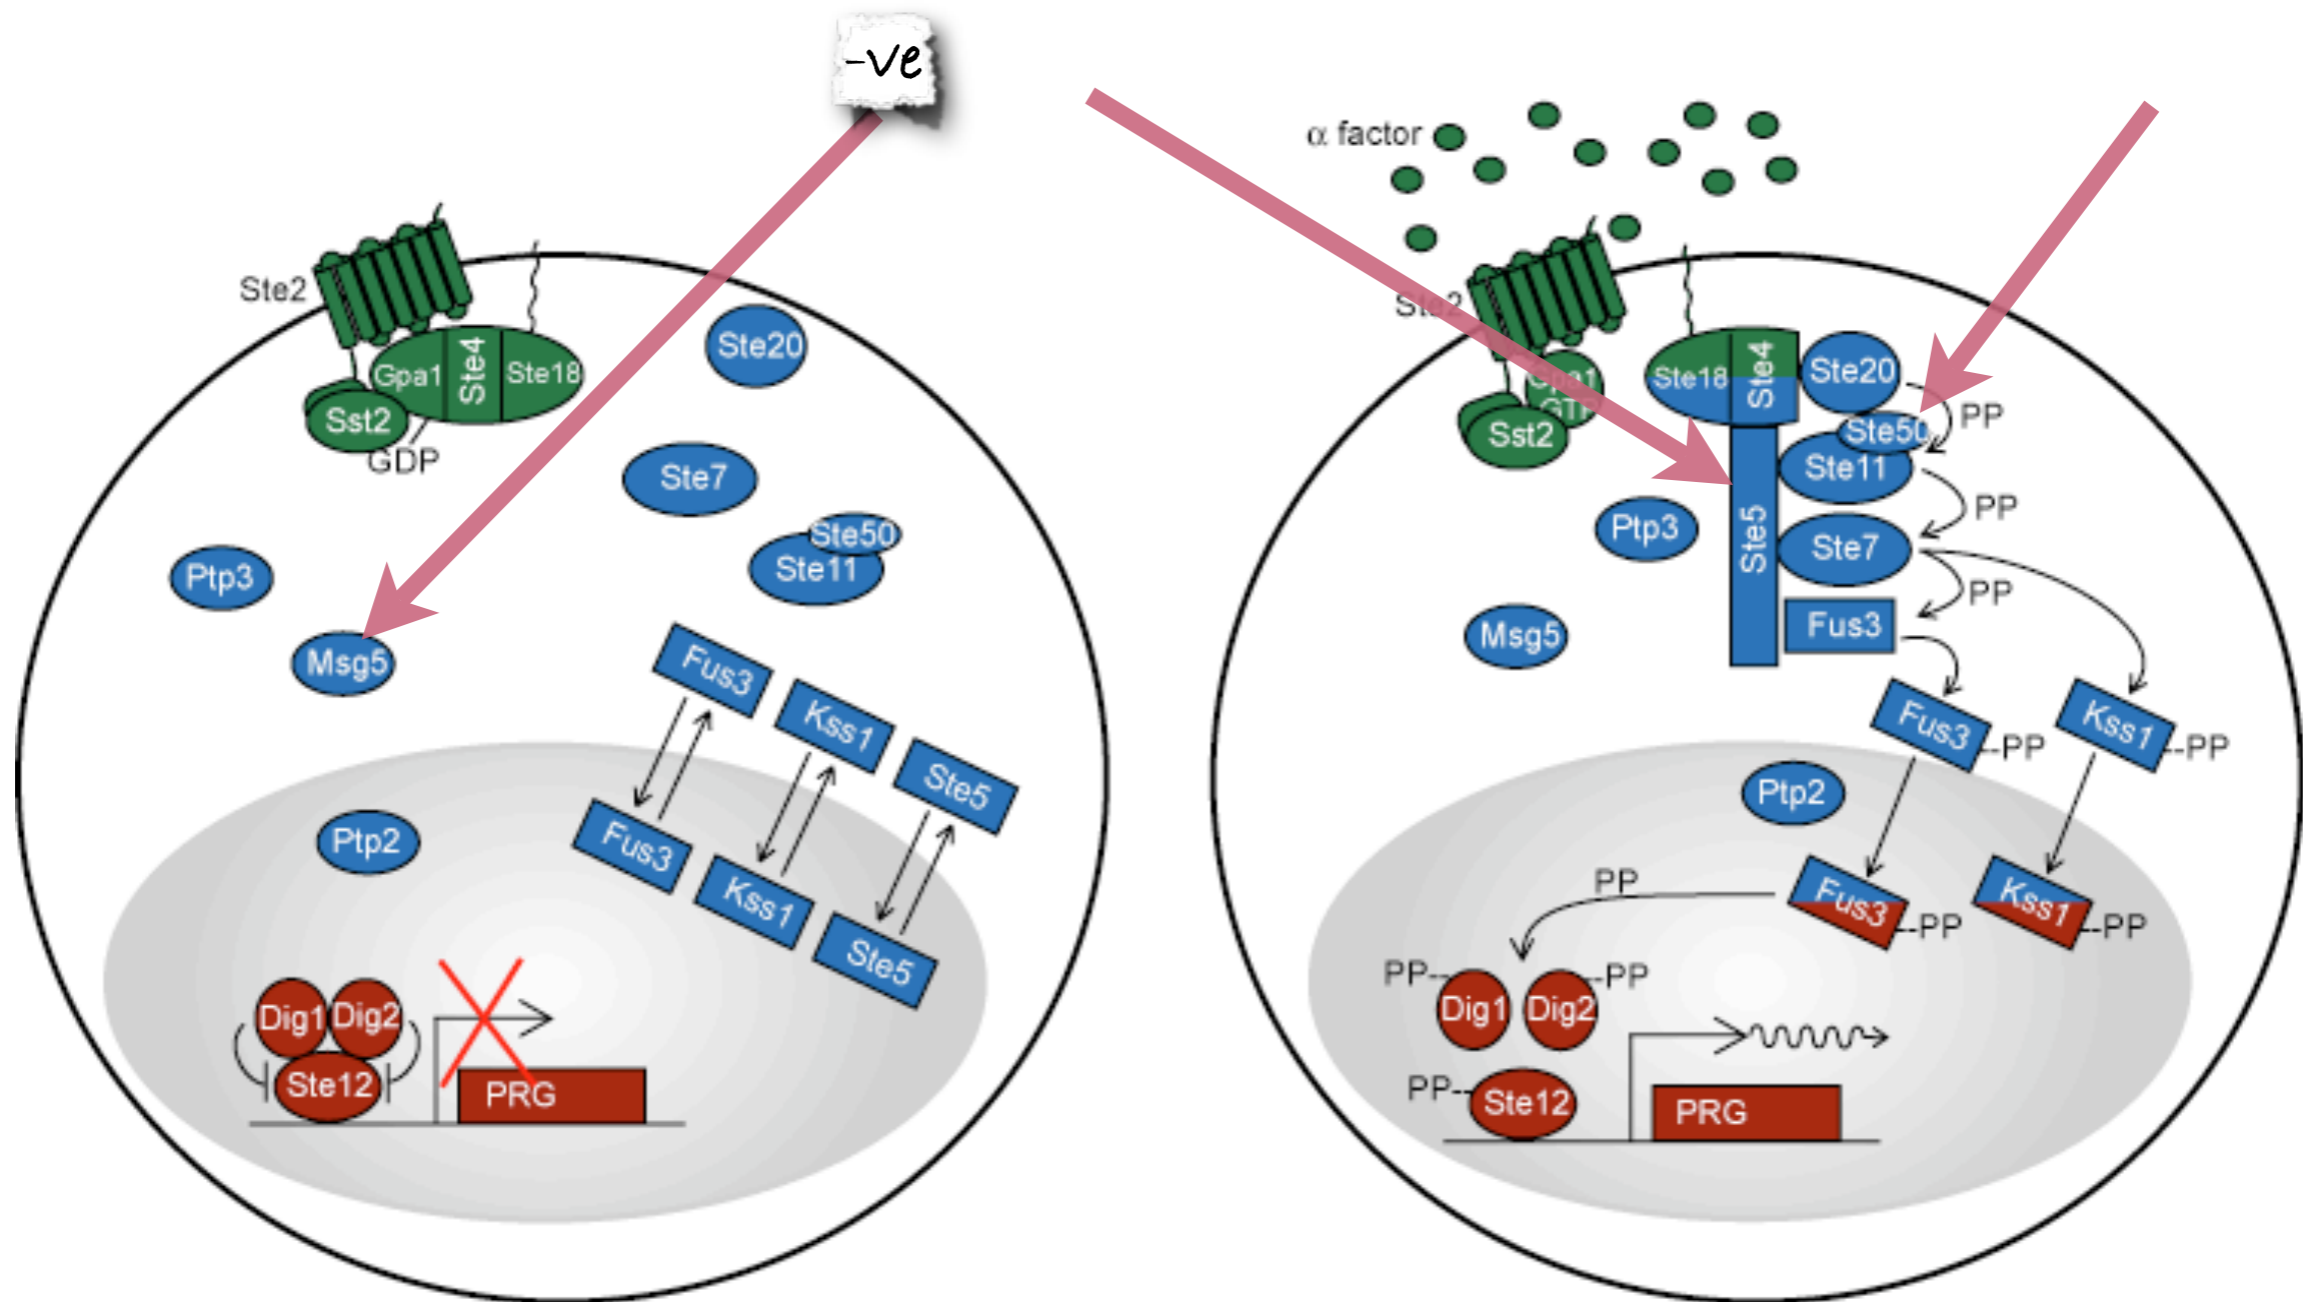 -ve
Ste2
Gpa1
Ste4
Ste18
Sst2
GDP
Ste20
Ste7
Ste50
Ste11
Ptp3
Msg5
Fus3
Kss1
Ste5
Ptp2
Fus3
Kss1
Ste5
Dig1
Dig2
Ste12
PRG
α factor
Ste2
Gpa1
GTP
Sst2
Ste18
Ste4
Ste20
PP
Ste50
Ste11
PP
Ptp3
Ste5
Ste7
PP
Msg5
Fus3
Fus3
--PP
Kss1
--PP
Ptp2
PP
Fus3
--PP
Kss1
--PP
PP--
Dig1
Dig2
--PP
PP--
Ste12
PRG